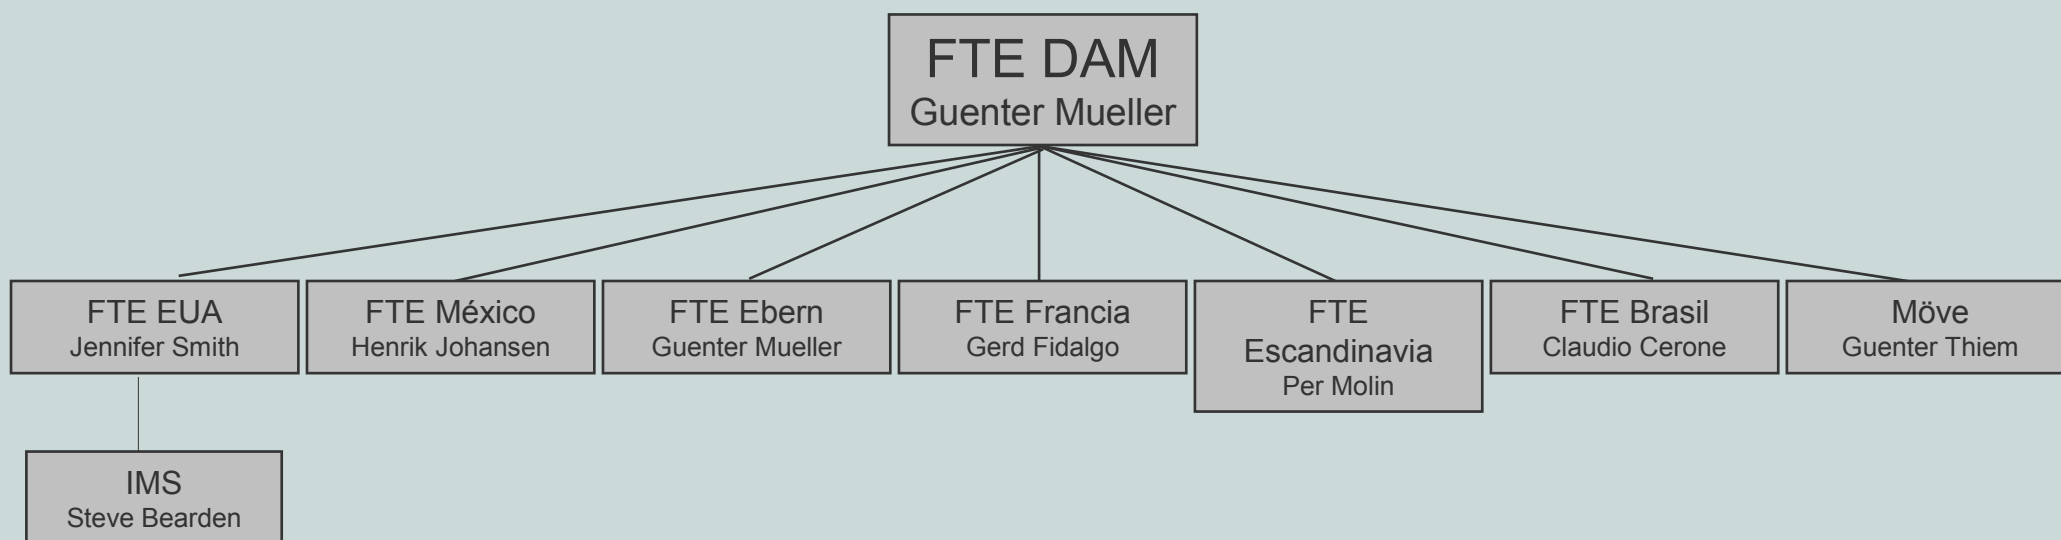 FTE DAM
Guenter Mueller
FTE EUA
Jennifer Smith
FTE México
Henrik Johansen
FTE Ebern
Guenter Mueller
FTE Francia
Gerd Fidalgo
FTE
Escandinavia
Per Molin
FTE Brasil
Claudio Cerone
Möve
Guenter Thiem
IMS
Steve Bearden